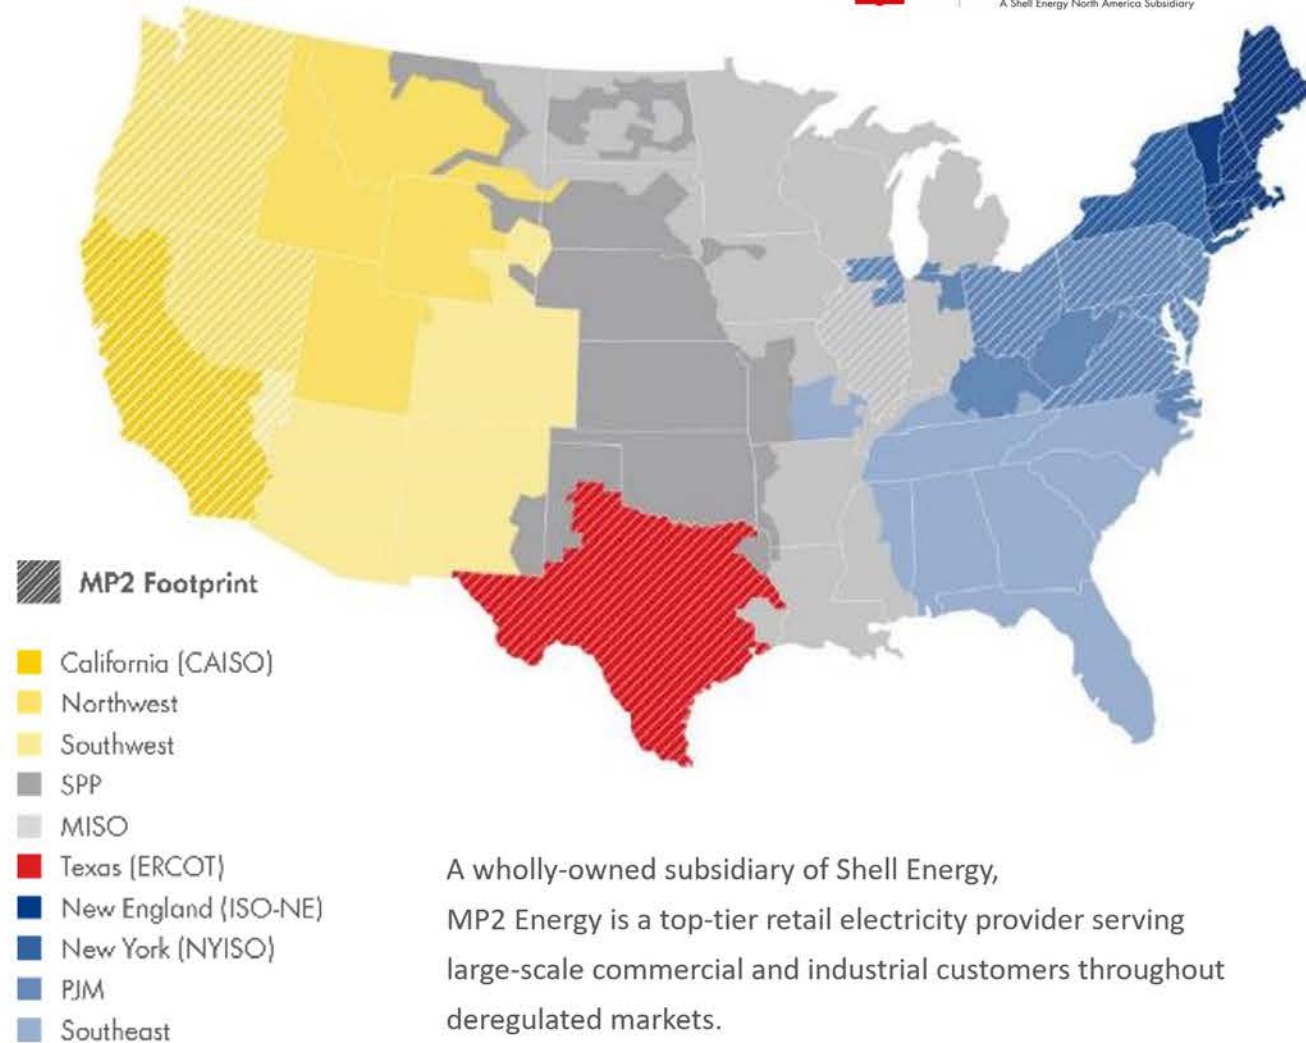 A Shell Energy North America Subsidiary
MP2 Footprint
California (CAISO)
Northwest
Southwest
SPP
MISO
Texas (ERCOT)
New England (ISO-NE)
New York (NYISO)
PJM
Southeast
A wholly-owned subsidiary of Shell Energy,
MP2 Energy is a top-tier retail electricity provider serving
large-scale commercial and industrial customers throughout
deregulated markets.